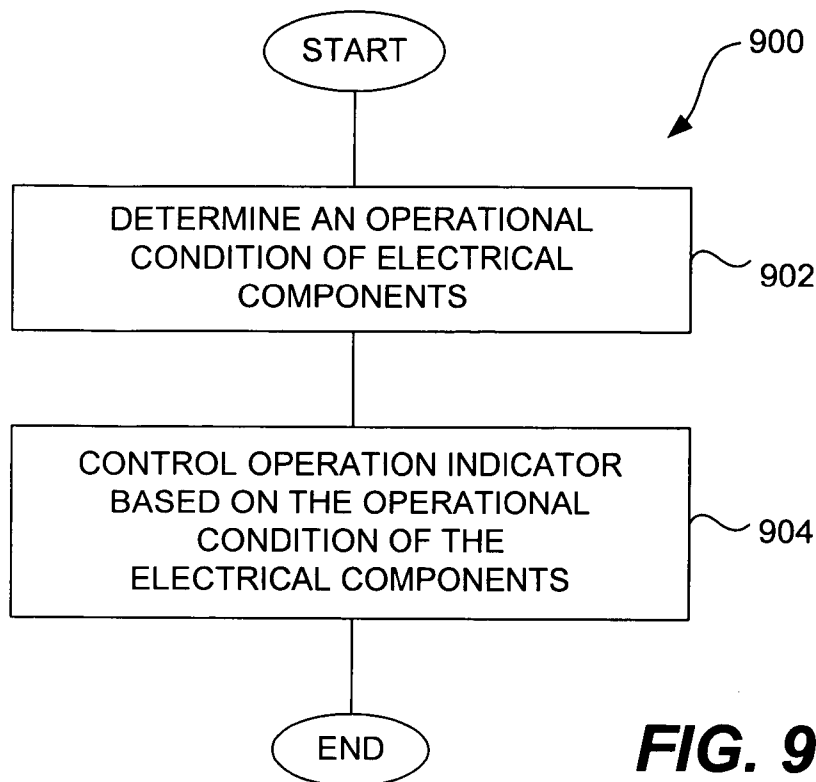 START
900
DETERMINE AN OPERATIONAL
CONDITION OF ELECTRICAL
COMPONENTS
902
CONTROL OPERATION INDICATOR
BASED ON THE OPERATIONAL
CONDITION OF THE
ELECTRICAL COMPONENTS
904
END
FIG. 9